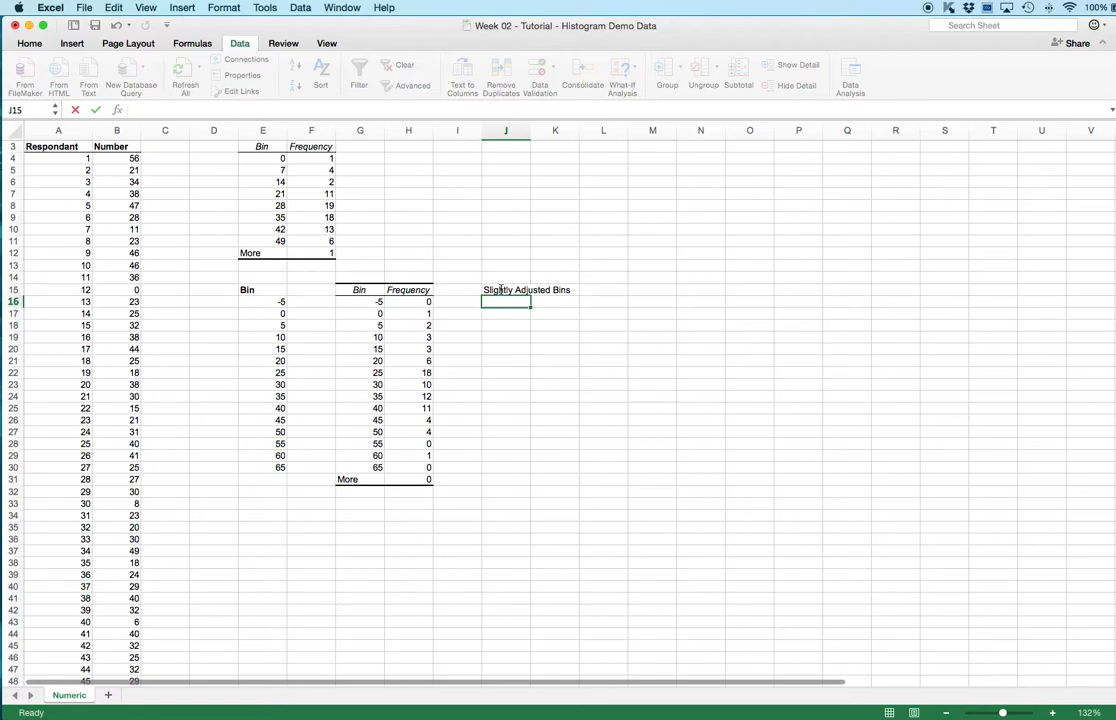 Excel File Edit View Insert Format Tools Data Window Help 100%
Week 02 - Tutorial - Histogram Demo Data
Search Sheet
Home Insert Page Layout Formulas Data Review View Share
Connections
Properties
Edit Links
Clear
Advanced
Show Detail
Hide Detail
From FileMaker
From HTML
From Text
New Database Query
Refresh All
Sort
Filter
Text to Columns
Remove Duplicates
Data Validation
Consolidate
What-If Analysis
Group
Ungroup
Subtotal
Data Analysis
J15 fx
A B C D E F G H I J K L M N O P Q R S T U V
3 Respondant Number Bin Frequency
4 1 56 0 1
5 2 21 7 4
6 3 34 14 2
7 4 38 21 11
8 5 47 28 19
9 6 28 35 18
10 7 11 42 13
11 8 23 49 6
12 9 46 More 1
13 10 46
14 11 36
15 12 0 Bin Bin Frequency Slightly Adjusted Bins
16 13 23 -5 -5 0
17 14 25 0 0 1
18 15 32 5 5 2
19 16 38 10 10 3
20 17 44 15 15 3
21 18 25 20 20 6
22 19 18 25 25 18
23 20 38 30 30 10
24 21 30 35 35 12
25 22 15 40 40 11
26 23 21 45 45 4
27 24 31 50 50 4
28 25 40 55 55 0
29 26 41 60 60 1
30 27 25 65 65 0
31 28 27 More 0
32 29 30
33 30 8
34 31 23
35 32 20
36 33 30
37 34 49
38 35 18
39 36 24
40 37 29
41 38 40
42 39 32
43 40 6
44 41 40
45 42 32
46 43 25
47 44 32
48 45 29
Numeric
Ready 132%